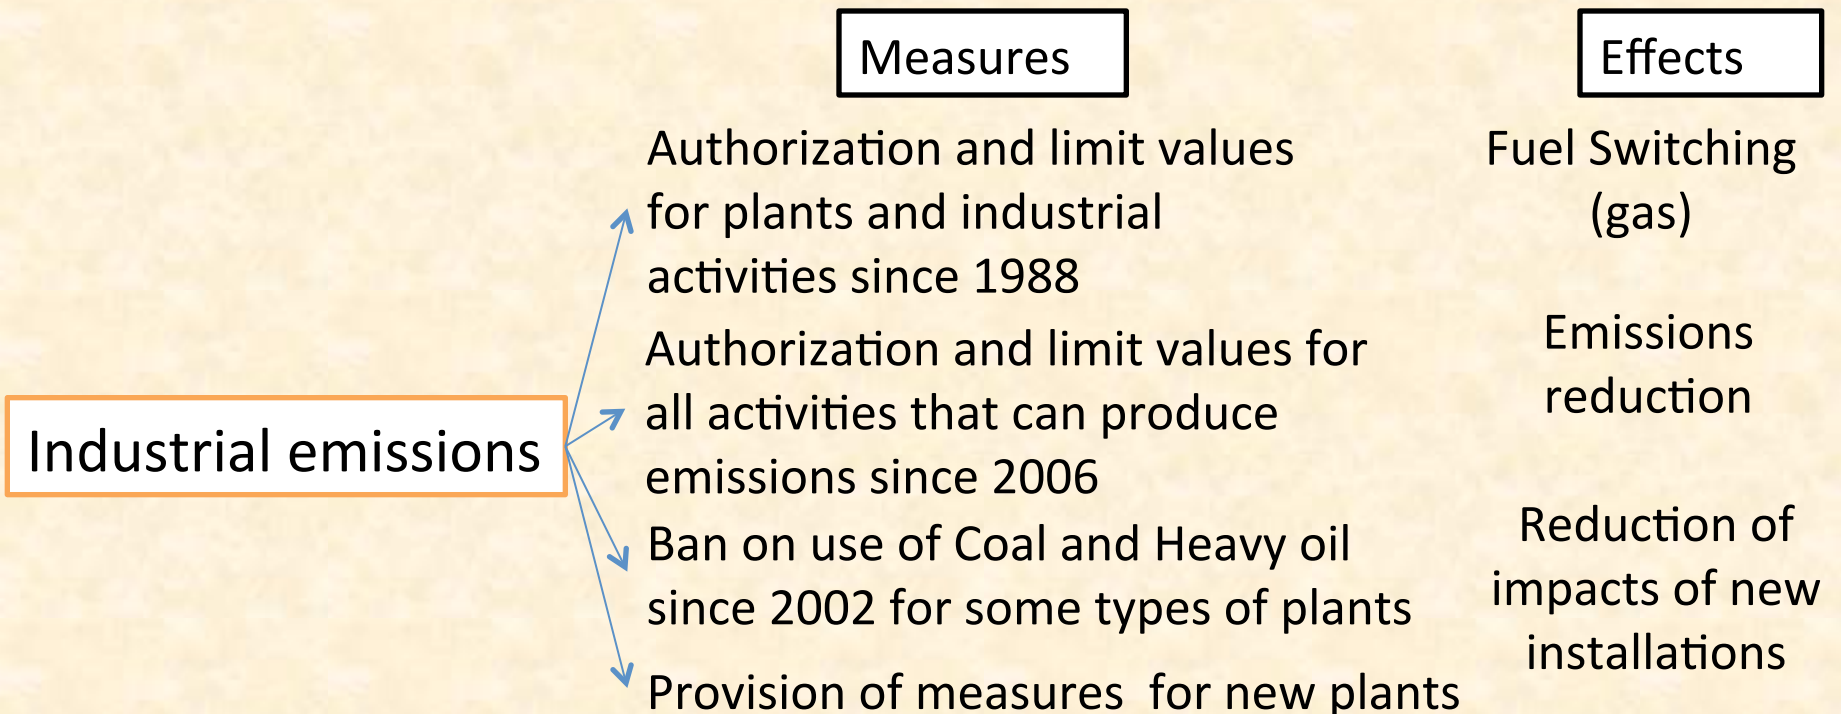 Measures
Effects
Authorization and limit values
for plants and industrial
activities since 1988
Fuel Switching
(gas)
Authorization and limit values for
all activities that can produce
emissions since 2006
Emissions
reduction
Industrial emissions
Ban on use of Coal and Heavy oil
since 2002 for some types of plants
Provision of measures for new plants
Reduction of
impacts of new
installations